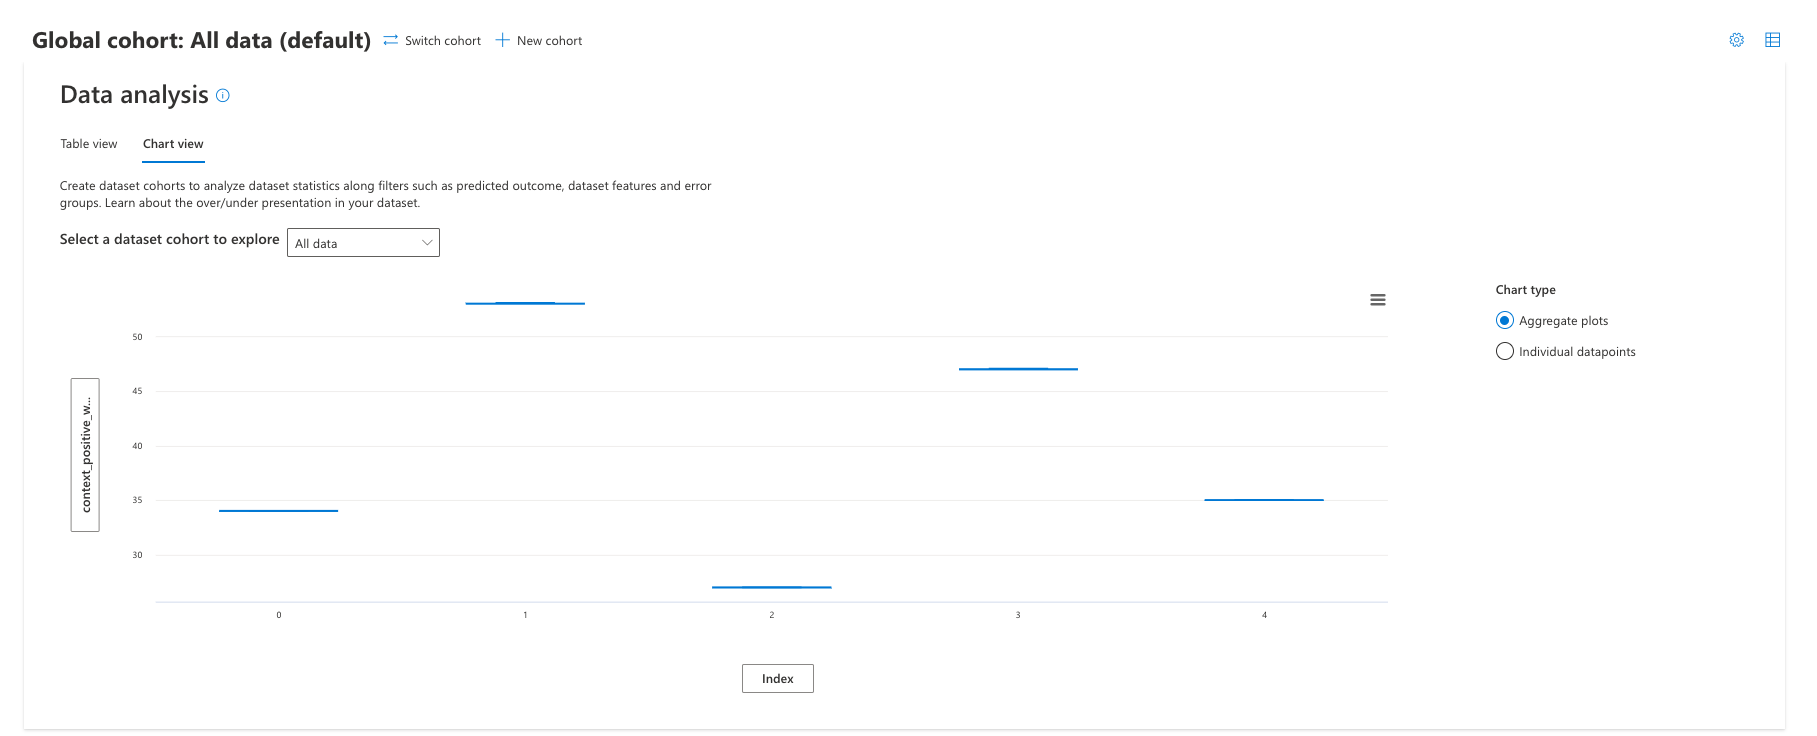 Global cohort: All data (default) Switch cohort New cohort
Data analysis
Table view Chart view
Create dataset cohorts to analyze dataset statistics along filters such as predicted outcome, dataset features and error
groups. Learn about the over/under presentation in your dataset.
Select a dataset cohort to explore All data
Chart type
Aggregate plots
Individual datapoints
50
45
40
35
30
context_positive_w...
0 1 2 3 4
Index